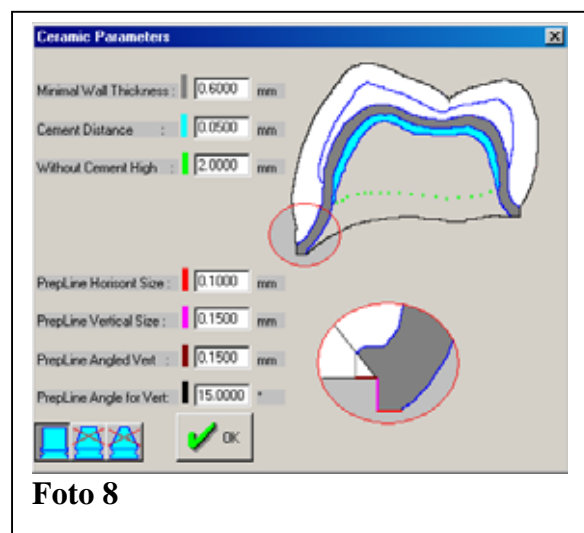 Ceramic Parameters
Minimal Wall Thickness : 0.6000 mm
Cement Distance : 0.0500 mm
Without Cement High : 2.0000 mm
PrepLine Horisont Size : 0.1000 mm
PrepLine Vertical Size : 0.1500 mm
PrepLine Angled Vert : 0.1500 mm
PrepLine Angle for Vert: 15.0000 °
OK
Foto 8